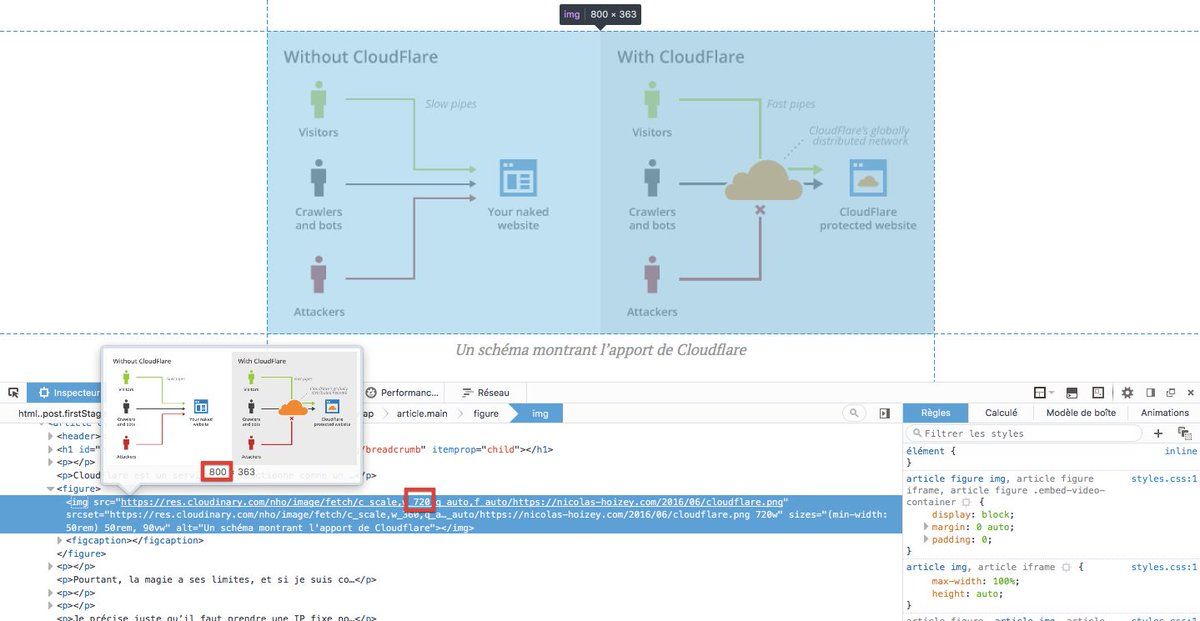 img 800 × 363
Without CloudFlare
With CloudFlare
Slow pipes
Fast pipes
Visitors
Visitors
CloudFlare's globally
distributed network
Crawlers
and bots
Your naked
website
Crawlers
and bots
CloudFlare
protected website
Attackers
Attackers
Un schéma montrant l'apport de Cloudflare
Without CloudFlare
With CloudFlare
Visitors
Visitors
Crawlers
and bots
Your naked
website
Crawlers
and bots
CloudFlare
protected website
Attackers
Attackers
800 × 363
Inspecteur
Performanc…
Réseau
html.post.firstStag
ap
article.main
figure
img
<header>
<h1 id="
/breadcrumb" itemprop="child"></h1>
<p></p>
<p>Cloudflare est un serv
<figure>
<img src="https://res.cloudinary.com/nho/image/fetch/c_scale,w_720,q_auto,f_auto/https://nicolas-hoizey.com/2016/06/cloudflare.png"
srcset="https://res.cloudinary.com/nho/image/fetch/c_scale,w_360,q_a…_auto/https://nicolas-hoizey.com/2016/06/cloudflare.png 720w" sizes="(min-width:
50rem) 50rem, 90vw" alt="Un schéma montrant l'apport de Cloudflare"></img>
<figcaption></figcaption>
</figure>
<p></p>
<p>Pourtant, la magie a ses limites, et si je suis co…</p>
<p></p>
<p></p>
<p>Je précise juste qu'il faut prendre une IP fixe po…</p>
Règles
Calculé
Modèle de boîte
Animations
Filtrer les styles
élément {
inline
}
article figure img, article figure
styles.css:1
iframe, article figure .embed-video-
container {
display: block;
margin: 0 auto;
padding: 0;
}
article img, article iframe {
styles.css:1
max-width: 100%;
height: auto;
}